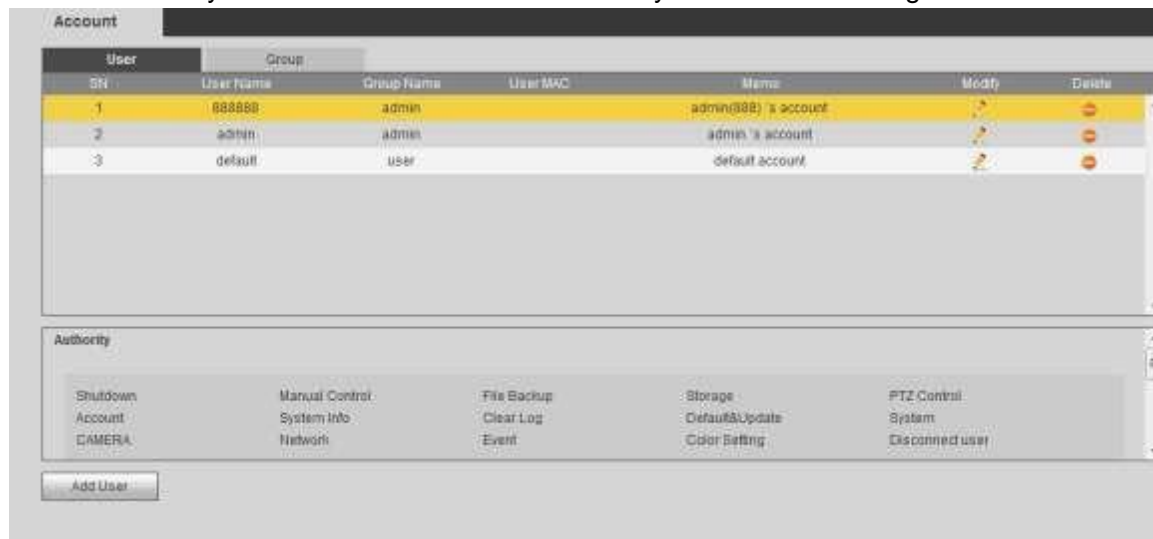 Account
User Group
SN User Name Group Name User MAC Memo Modify Delete
1 888888 admin admin(888) 's account
2 admin admin admin 's account
3 default user default account
Authority
Shutdown Manual Control File Backup Storage PTZ Control
Account System Info Clear Log Default&Update System
CAMERA Network Event Color Setting Disconnect user
Add User